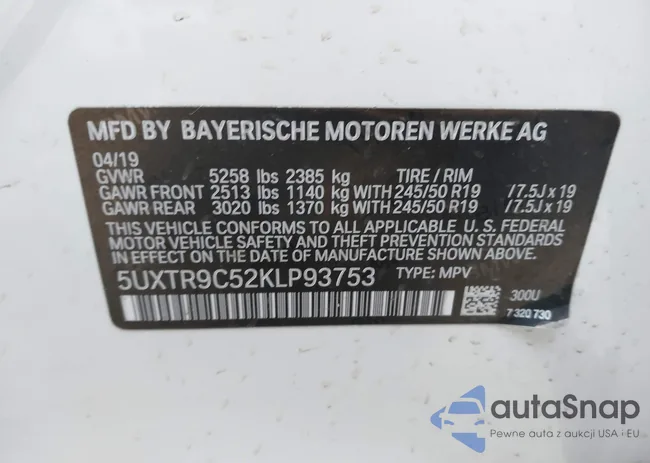 MFD BY BAYERISCHE MOTOREN WERKE AG
04/19
GVWR 5258 lbs 2385 kg TIRE / RIM
GAWR FRONT 2513 lbs 1140 kg WITH 245/50 R19 /7.5J x 19
GAWR REAR 3020 lbs 1370 kg WITH 245/50 R19 /7.5J x 19
THIS VEHICLE CONFORMS TO ALL APPLICABLE U. S. FEDERAL
MOTOR VEHICLE SAFETY AND THEFT PREVENTION STANDARDS
IN EFFECT ON THE DATE OF MANUFACTURE SHOWN ABOVE.
5UXTR9C52KLP93753 TYPE: MPV
300U
7 320 730
autaSnap
Pewne auta z aukcji USA i EU